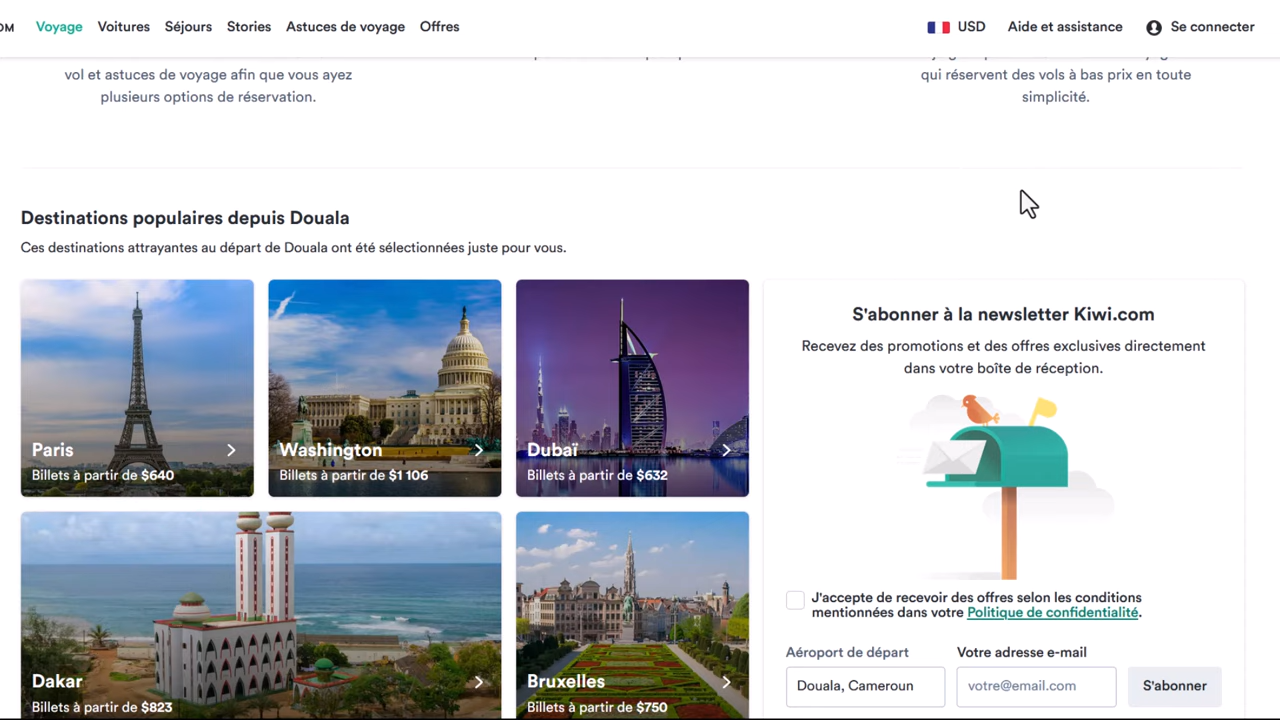 OM Voyage Voitures Séjours Stories Astuces de voyage Offres USD Aide et assistance Se connecter
vol et astuces de voyage afin que vous ayez
plusieurs options de réservation.
qui réservent des vols à bas prix en toute
simplicité.
Destinations populaires depuis Douala
Ces destinations attrayantes au départ de Douala ont été sélectionnées juste pour vous.
Paris
Billets à partir de $640
Washington
Billets à partir de $1 106
Dubaï
Billets à partir de $632
Dakar
Billets à partir de $823
Bruxelles
Billets à partir de $750
S'abonner à la newsletter Kiwi.com
Recevez des promotions et des offres exclusives directement
dans votre boîte de réception.
J'accepte de recevoir des offres selon les conditions
mentionnées dans votre Politique de confidentialité.
Aéroport de départ
Votre adresse e-mail
Douala, Cameroun
votre@email.com
S'abonner